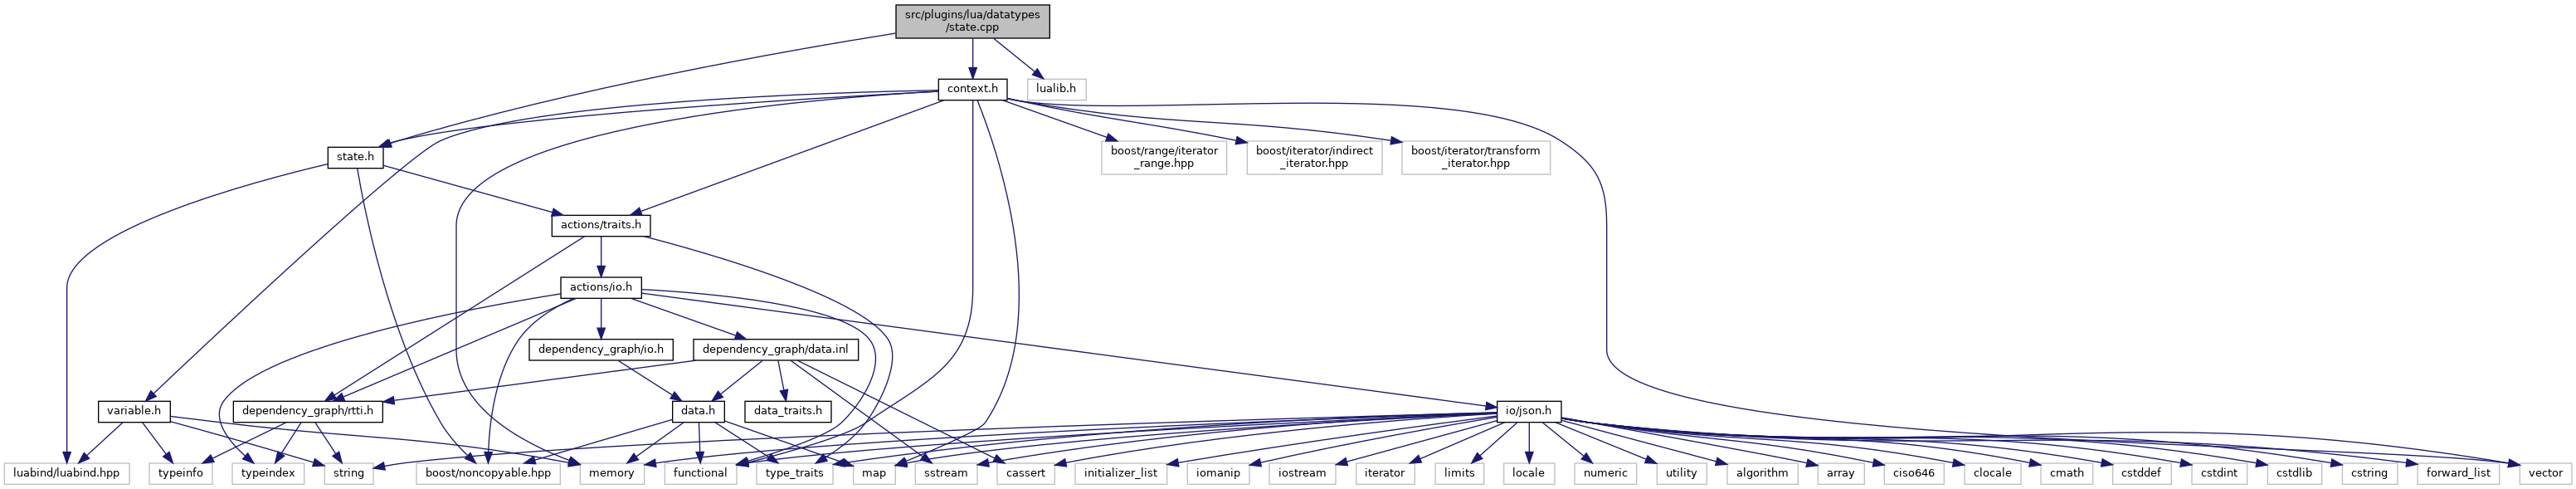 src/plugins/lua/datatypes
/state.cpp
context.h
lualib.h
state.h
boost/range/iterator
_range.hpp
boost/iterator/indirect
_iterator.hpp
boost/iterator/transform
_iterator.hpp
actions/traits.h
actions/io.h
dependency_graph/io.h
dependency_graph/data.inl
variable.h
dependency_graph/rtti.h
data.h
data_traits.h
io/json.h
luabind/luabind.hpp
typeinfo
typeindex
string
boost/noncopyable.hpp
memory
functional
type_traits
map
sstream
cassert
initializer_list
iomanip
iostream
iterator
limits
locale
numeric
utility
algorithm
array
ciso646
clocale
cmath
cstddef
cstdint
cstdlib
cstring
forward_list
vector